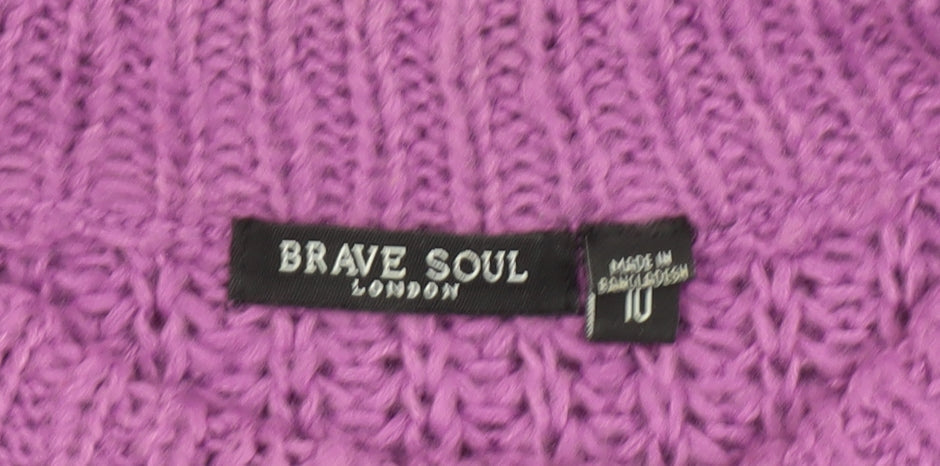 BRAVE SOUL
LONDON
MADE IN
BANGLADESH
10